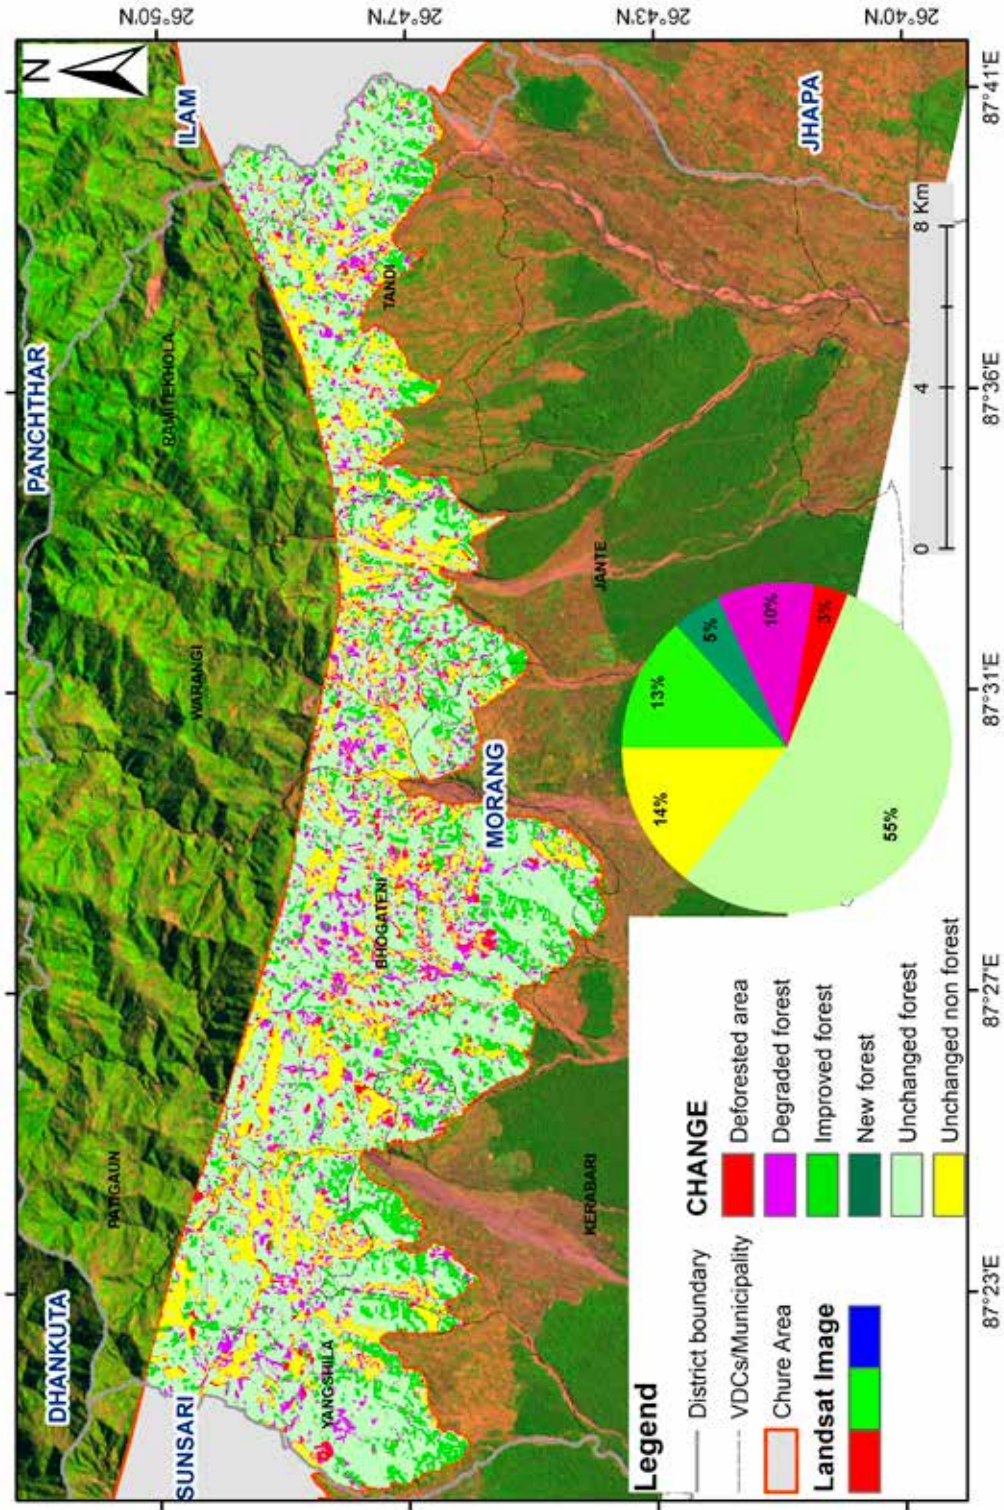 N
26°50'N
26°47'N
26°43'N
26°40'N
DHANKUTA
PANCHTHAR
ILAM
SUNSARI
MORANG
JHAPA
PATIGAUN
WARANGI
RAMITEKHOLA
YANGSHILA
BHOGATENI
TANDI
KERABARI
JANTE
14%
13%
5%
10%
3%
55%
Legend
District boundary
VDCs/Municipality
Chure Area
Landsat Image
CHANGE
Deforested area
Degraded forest
Improved forest
New forest
Unchanged forest
Unchanged non forest
0 4 8 Km
87°23'E
87°27'E
87°31'E
87°36'E
87°41'E